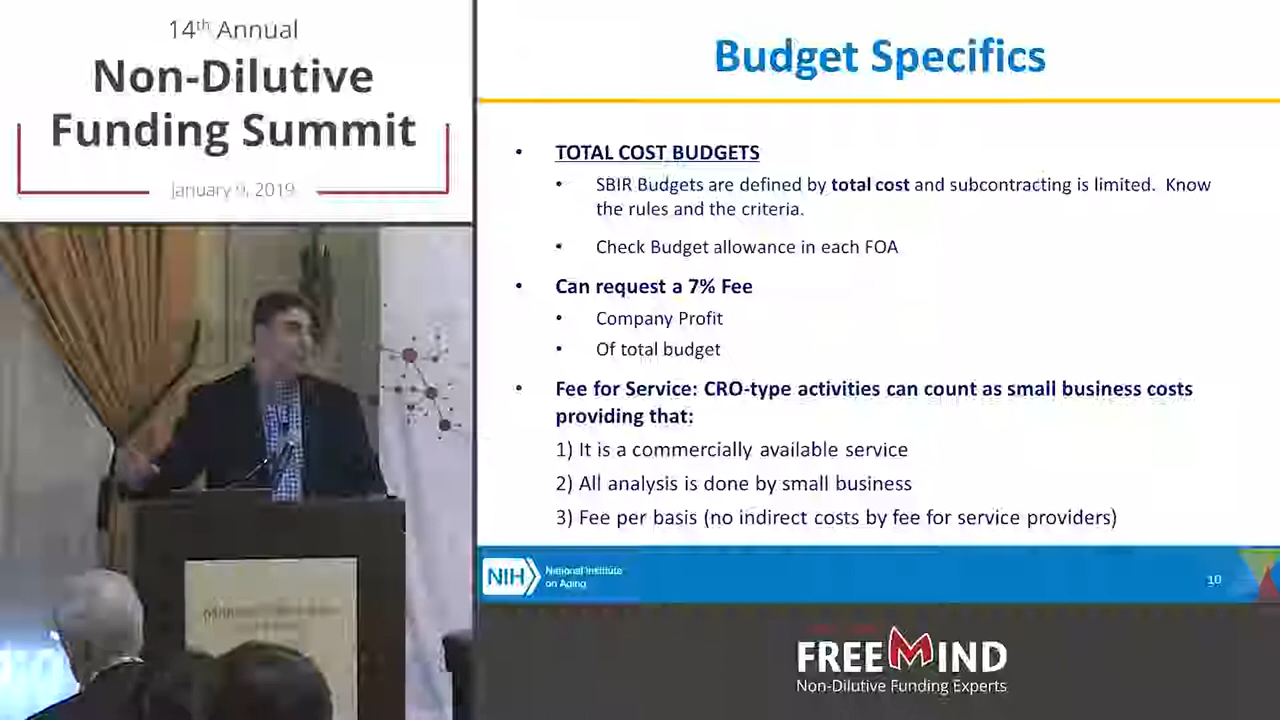 14th Annual
Non-Dilutive
Funding Summit
January 9, 2019
Budget Specifics
• TOTAL COST BUDGETS
• SBIR Budgets are defined by total cost and subcontracting is limited. Know
the rules and the criteria.
• Check Budget allowance in each FOA
• Can request a 7% Fee
• Company Profit
• Of total budget
• Fee for Service: CRO-type activities can count as small business costs
providing that:
1) It is a commercially available service
2) All analysis is done by small business
3) Fee per basis (no indirect costs by fee for service providers)
NIH National Institute
on Aging
10
FREEMIND
Non-Dilutive Funding Experts